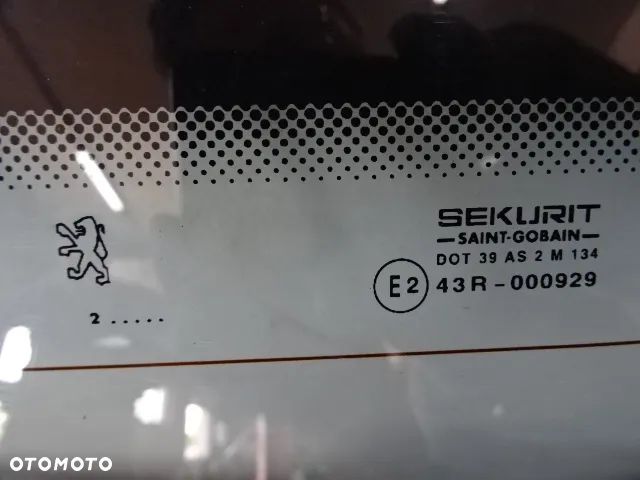 SEKURIT
SAINT-GOBAIN
DOT 39 AS 2 M 134
E2 43R-000929
2 . . . . .
OTOMOTO